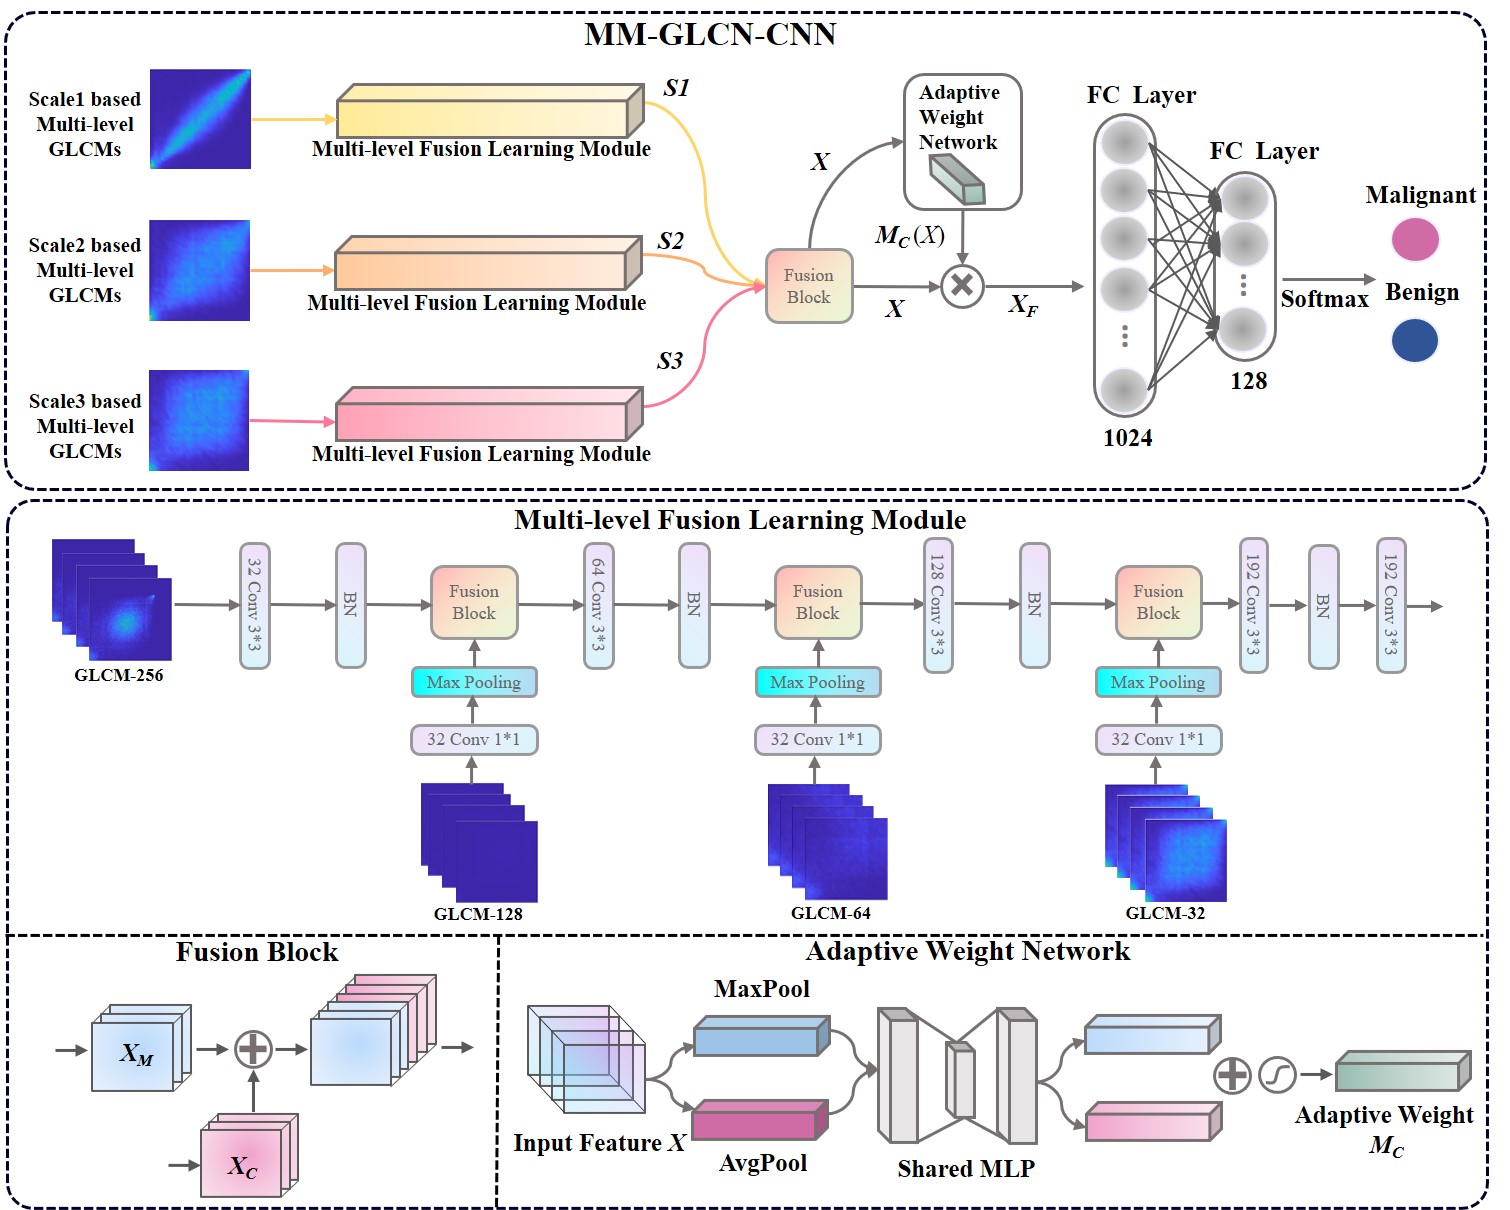 MM-GLCN-CNN
Scale1 based
Multi-level
GLCMs
Multi-level Fusion Learning Module
S1
Scale2 based
Multi-level
GLCMs
Multi-level Fusion Learning Module
S2
Scale3 based
Multi-level
GLCMs
Multi-level Fusion Learning Module
S3
Fusion
Block
X
Adaptive
Weight
Network
M_C(X)
X
X_F
FC Layer
1024
FC Layer
128
Softmax
Malignant
Benign
Multi-level Fusion Learning Module
GLCM-256
32 Conv 3*3
BN
Fusion
Block
64 Conv 3*3
BN
Fusion
Block
128 Conv 3*3
BN
Fusion
Block
192 Conv 3*3
BN
192 Conv 3*3
Max Pooling
Max Pooling
Max Pooling
32 Conv 1*1
32 Conv 1*1
32 Conv 1*1
GLCM-128
GLCM-64
GLCM-32
Fusion Block
X_M
X_C
Adaptive Weight Network
Input Feature X
MaxPool
AvgPool
Shared MLP
Adaptive Weight
M_C